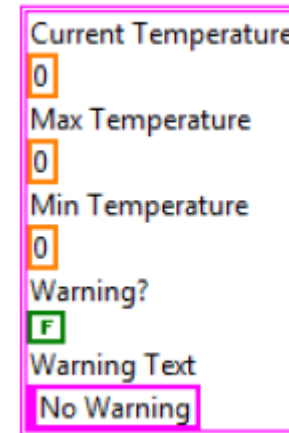 Current Temperature
0
Max Temperature
0
Min Temperature
0
Warning?
F
Warning Text
No Warning